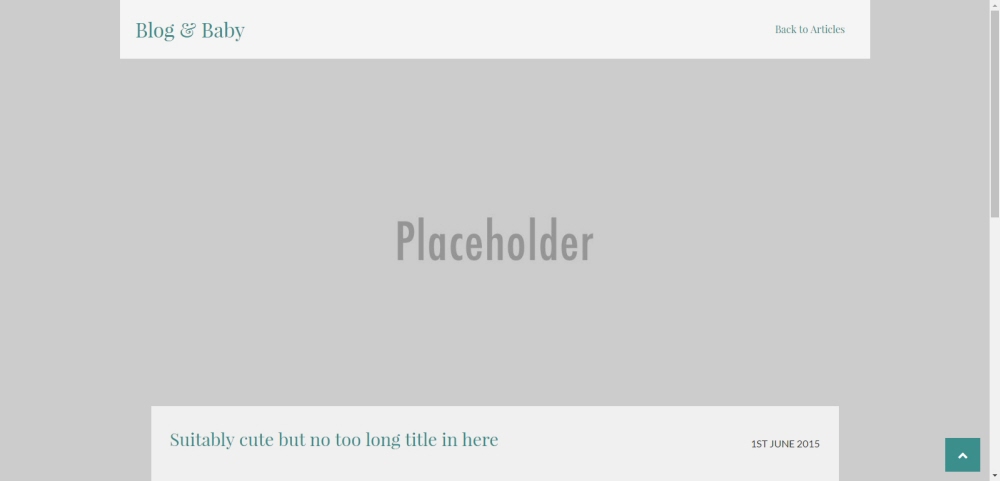 Blog & Baby
Back to Articles
Placeholder
Suitably cute but no too long title in here
1ST JUNE 2015